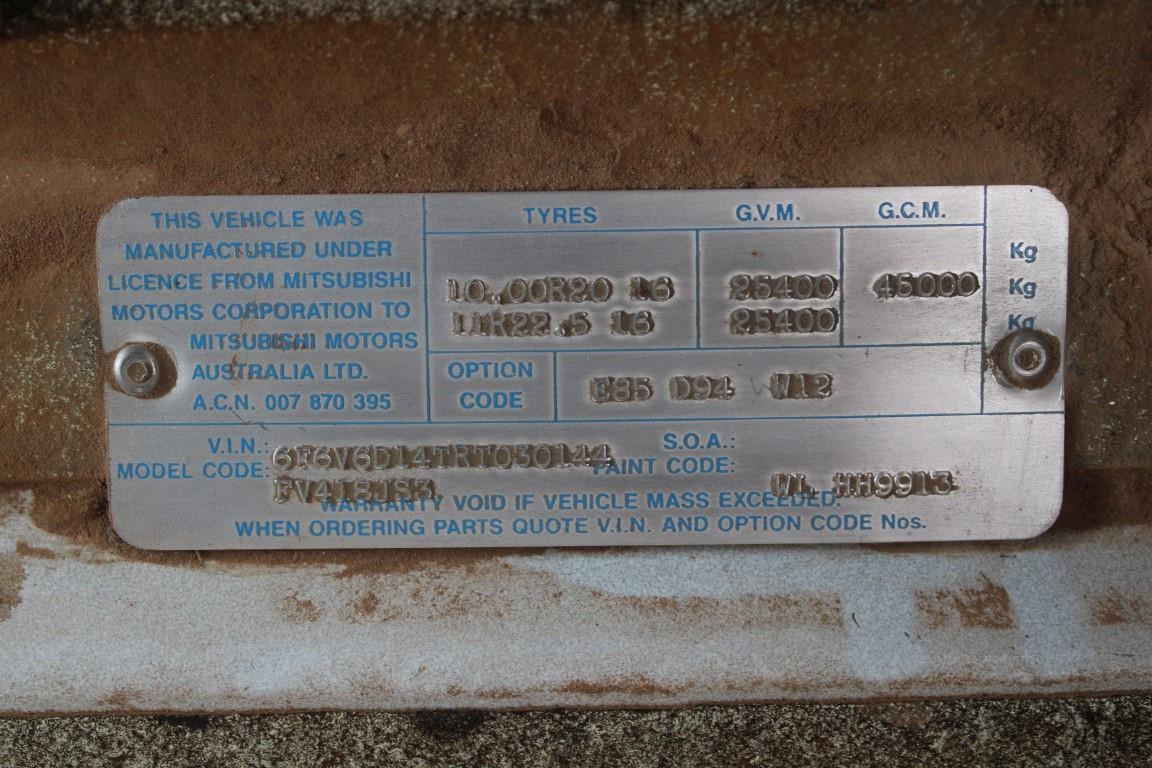 THIS VEHICLE WAS
MANUFACTURED UNDER
LICENCE FROM MITSUBISHI
MOTORS CORPORATION TO
MITSUBISHI MOTORS
AUSTRALIA LTD.
A.C.N. 007 870 395
TYRES G.V.M. G.C.M.
Kg
10.00R20 16 25400 45000 Kg
11R22.5 16 25400 Kg
OPTION
CODE
E85 D94 W12
V.I.N.: 6F6V6D14TRT030144 S.O.A.:
MODEL CODE: FV418JS3 PAINT CODE: WL HH9913
WARRANTY VOID IF VEHICLE MASS EXCEEDED.
WHEN ORDERING PARTS QUOTE V.I.N. AND OPTION CODE Nos.